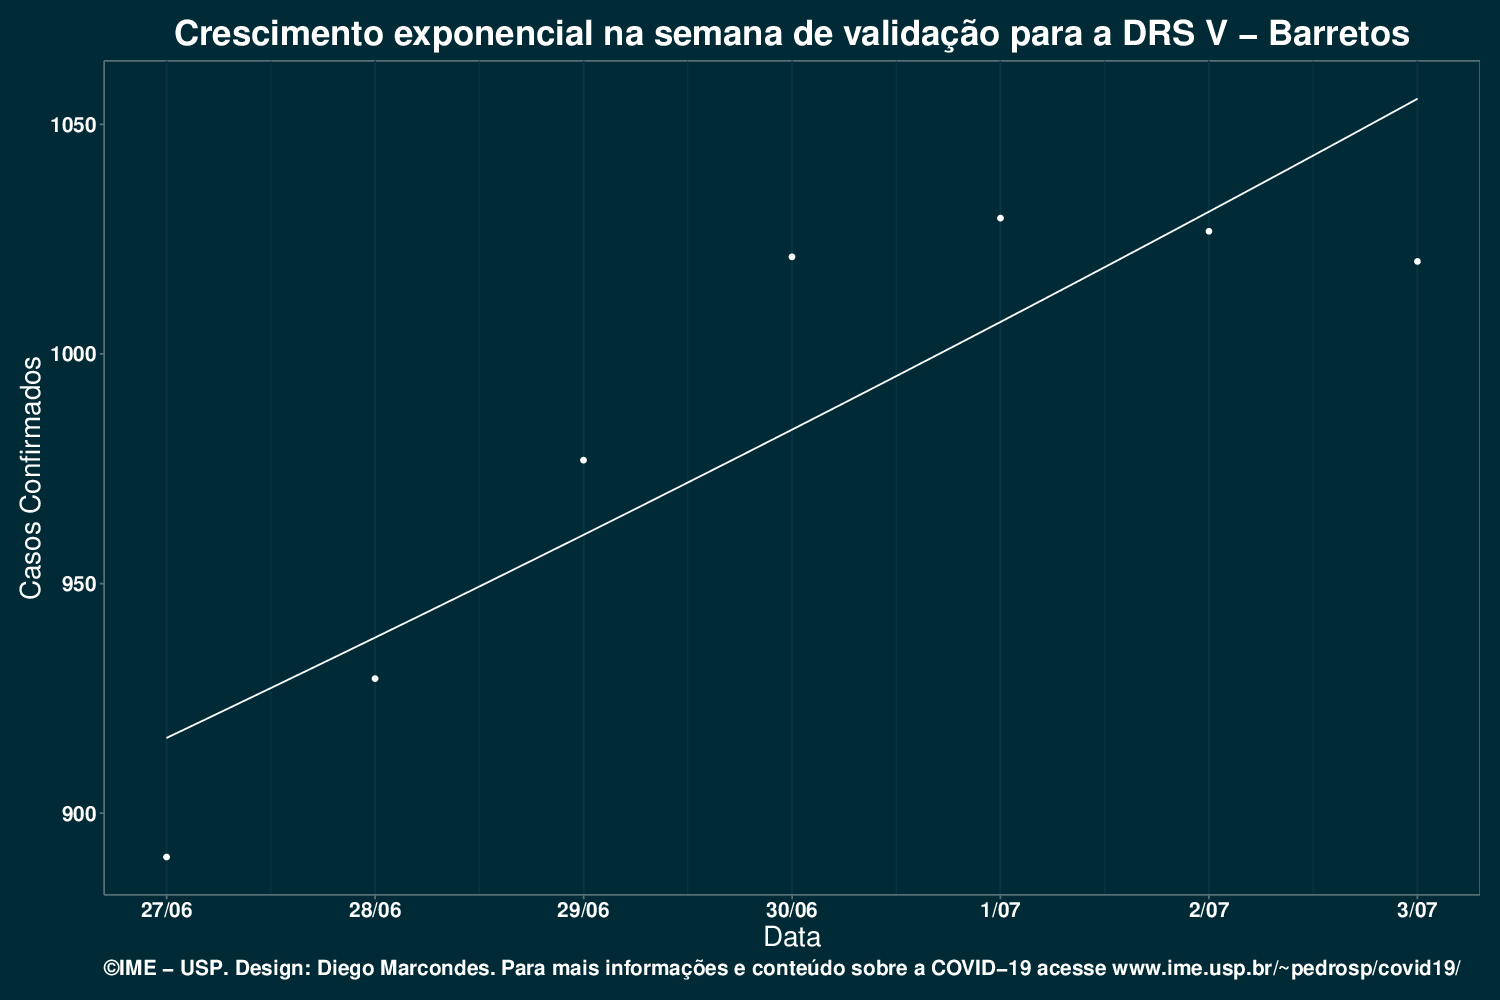 Crescimento exponencial na semana de validação para a DRS V − Barretos
Casos Confirmados
1050
1000
950
900
27/06 28/06 29/06 30/06 1/07 2/07 3/07
Data
©IME − USP. Design: Diego Marcondes. Para mais informações e conteúdo sobre a COVID−19 acesse www.ime.usp.br/~pedrosp/covid19/